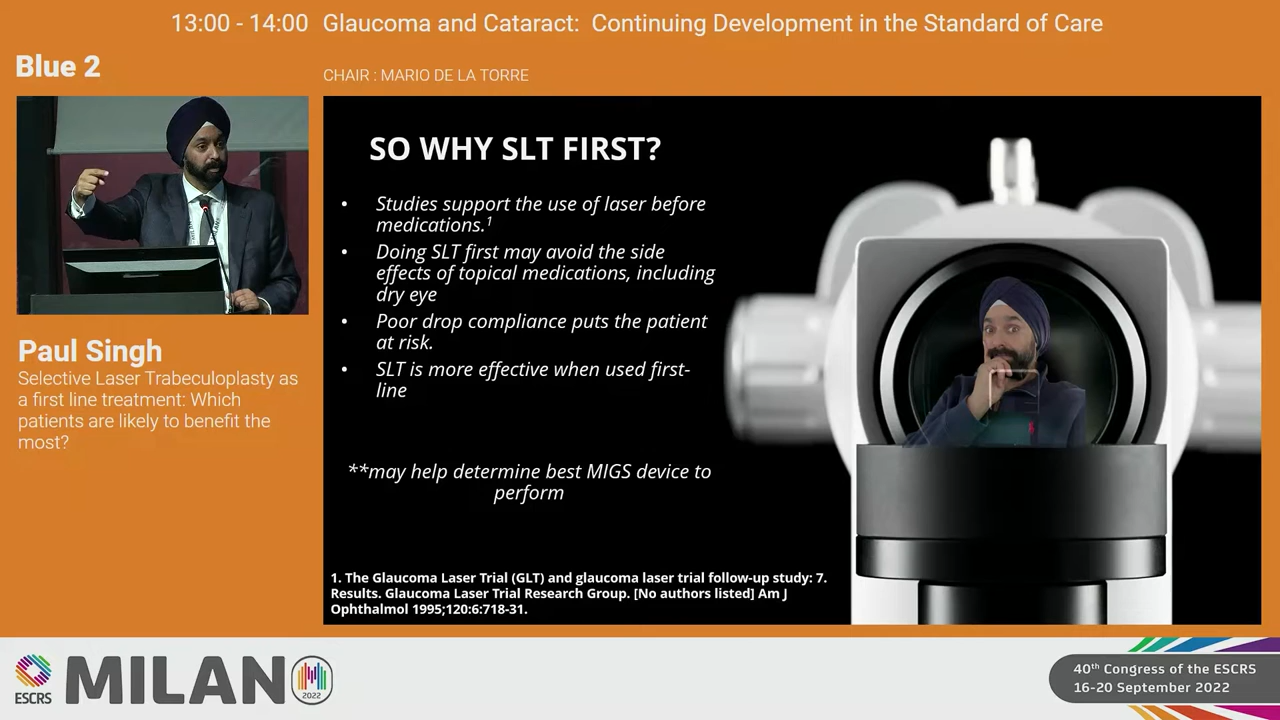 13:00 - 14:00 Glaucoma and Cataract: Continuing Development in the Standard of Care
Blue 2
CHAIR : MARIO DE LA TORRE
Paul Singh
Selective Laser Trabeculoplasty as
a first line treatment: Which
patients are likely to benefit the
most?
SO WHY SLT FIRST?
• Studies support the use of laser before
medications.1
• Doing SLT first may avoid the side
effects of topical medications, including
dry eye
• Poor drop compliance puts the patient
at risk.
• SLT is more effective when used first-
line
**may help determine best MIGS device to
perform
1. The Glaucoma Laser Trial (GLT) and glaucoma laser trial follow-up study: 7.
Results. Glaucoma Laser Trial Research Group. [No authors listed] Am J
Ophthalmol 1995;120:6:718-31.
ESCRS
MILANO
2022
40th Congress of the ESCRS
16-20 September 2022